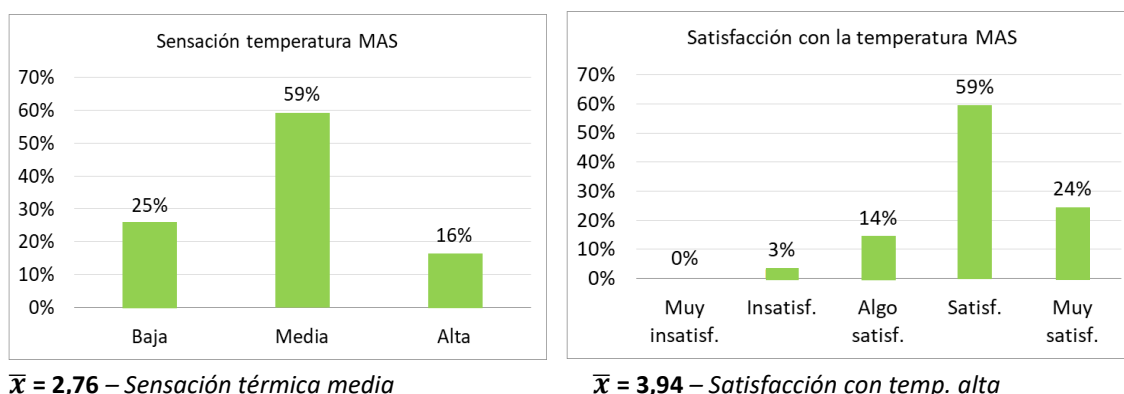 Sensación temperatura MAS
70%
60%
50%
40%
30%
20%
10%
0%
25%
59%
16%
Baja
Media
Alta
x̄ = 2,76 – Sensación térmica media
Satisfacción con la temperatura MAS
70%
60%
50%
40%
30%
20%
10%
0%
0%
3%
14%
59%
24%
Muy
insatisf.
Insatisf.
Algo
satisf.
Satisf.
Muy
satisf.
x̄ = 3,94 – Satisfacción con temp. alta